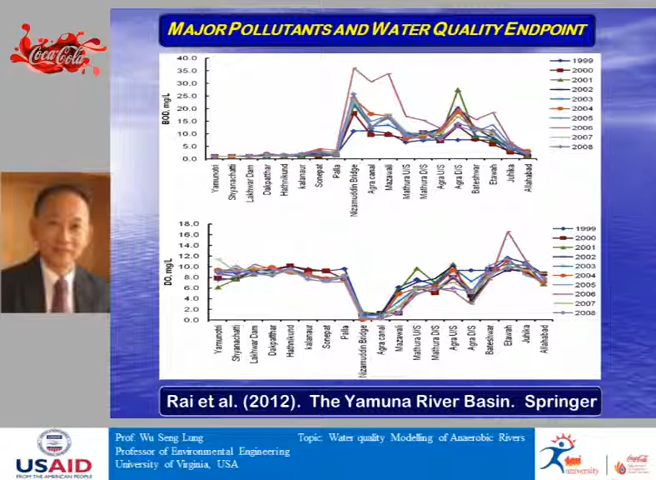 MAJOR POLLUTANTS AND WATER QUALITY ENDPOINT
Coca-Cola
BOD, mg/L
40.0
35.0
30.0
25.0
20.0
15.0
10.0
5.0
0.0
Yamunotri
Shyanachatti
Lakhwar Dam
Dakpatthar
Hathnikund
kalanaur
Sonepat
Palla
Nizamuddin Bridge
Agra canal
Mazawali
Mathura U/S
Mathura D/S
Agra U/S
Agra D/S
Bateshwar
Etawah
Juhika
Allahabad
1999
2000
2001
2002
2003
2004
2005
2006
2007
2008
DO, mg/L
18.0
16.0
14.0
12.0
10.0
8.0
6.0
4.0
2.0
0.0
Yamunotri
Shyanachatti
Lakhwar Dam
Dakpatthar
Hathnikund
kalanaur
Sonepat
Palla
Nizamuddin Bridge
Agra canal
Mazawali
Mathura U/S
Mathura D/S
Agra U/S
Agra D/S
Bateshwar
Etawah
Juhika
Allahabad
1999
2000
2001
2002
2003
2004
2005
2006
2007
2008
Rai et al. (2012). The Yamuna River Basin. Springer
USAID
FROM THE AMERICAN PEOPLE
Prof. Wu Seng Lung
Professor of Environmental Engineering
University of Virginia, USA
Topic: Water quality Modelling of Anaerobic Rivers
teri
university
Coca-Cola